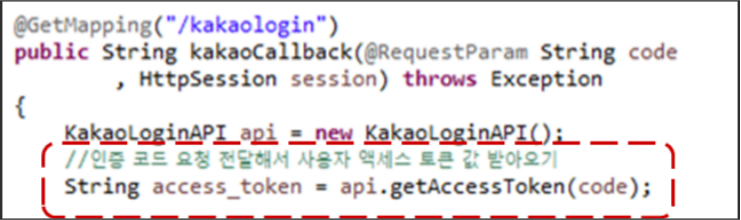 @GetMapping("/kakaologin")
public String kakaoCallback(@RequestParam String code
, HttpSession session) throws Exception
{
KakaoLoginAPI api = new KakaoLoginAPI();
//인증 코드 요청 전달해서 사용자 액세스 토큰 값 받아오기
String access_token = api.getAccessToken(code);